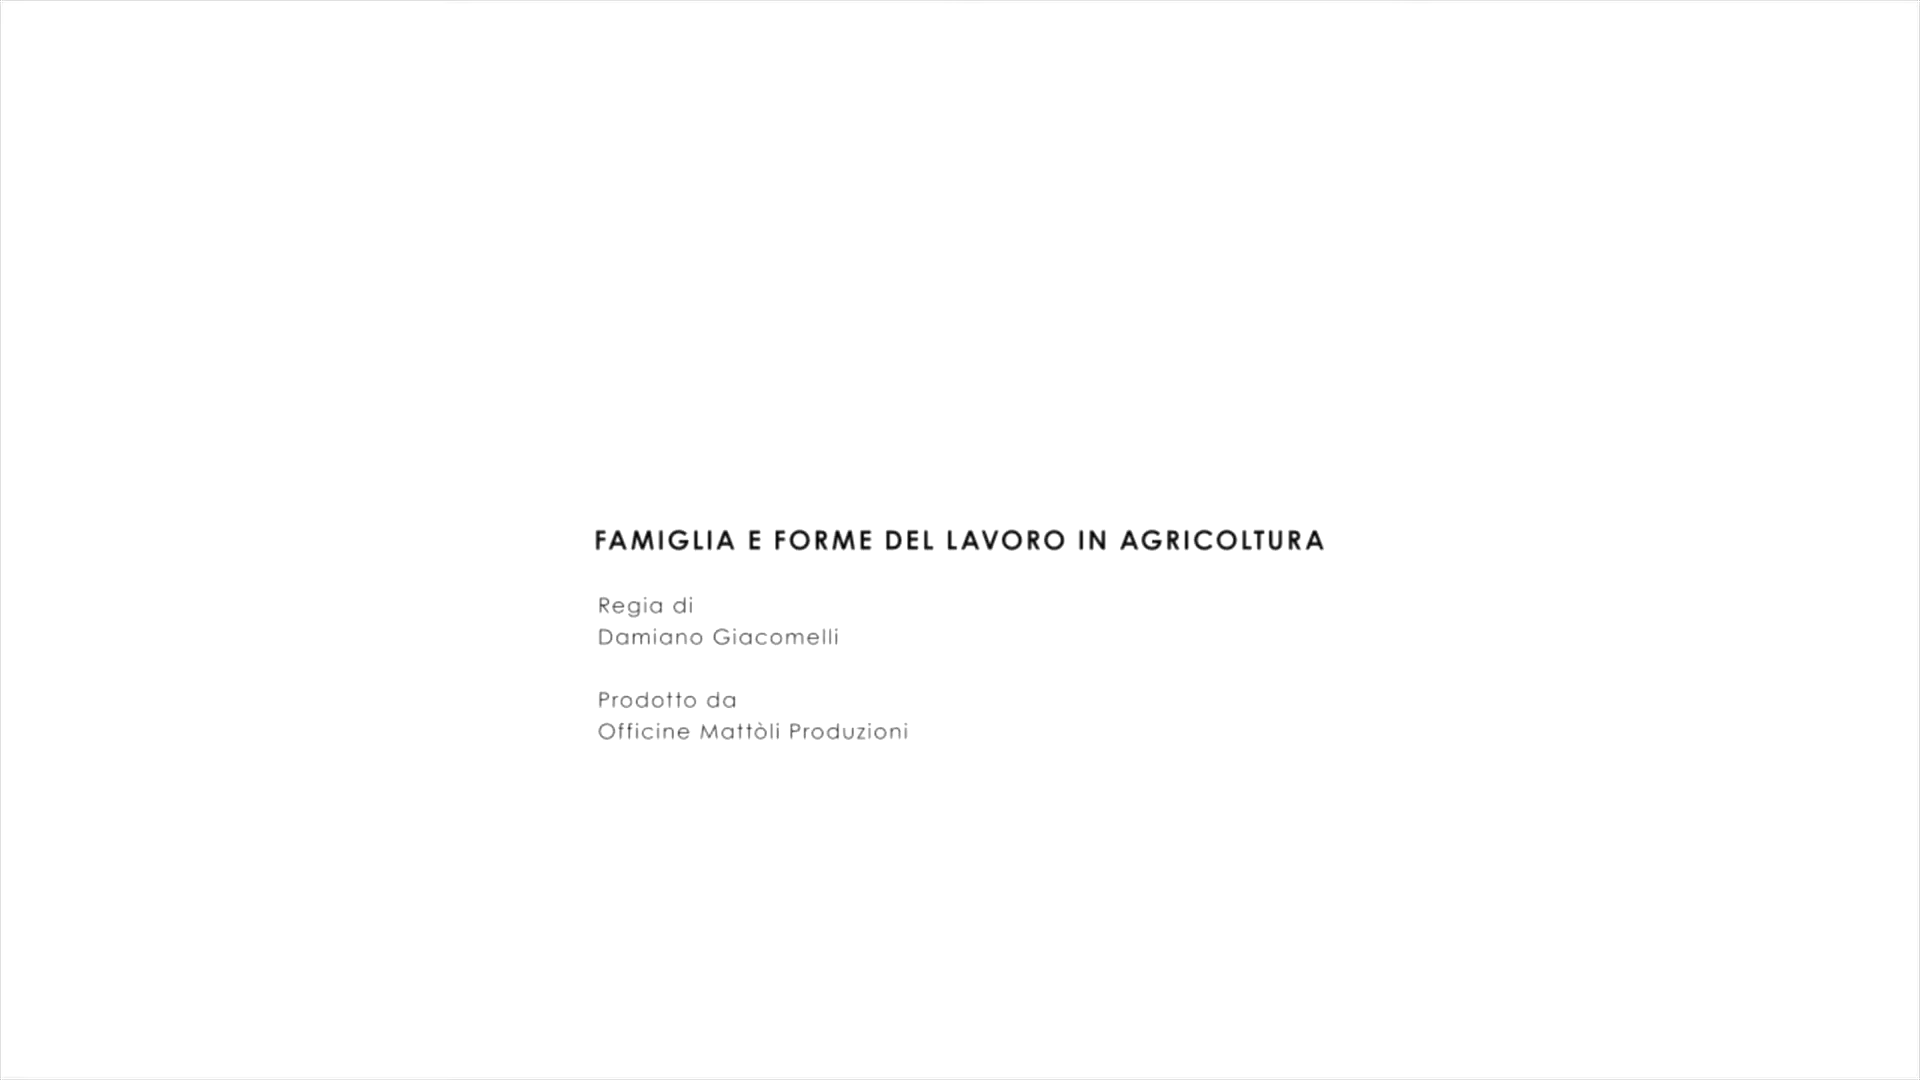 FAMIGLIA E FORME DEL LAVORO IN AGRICOLTURA
Regia di
Damiano Giacomelli
Prodotto da
Officine Mattòli Produzioni